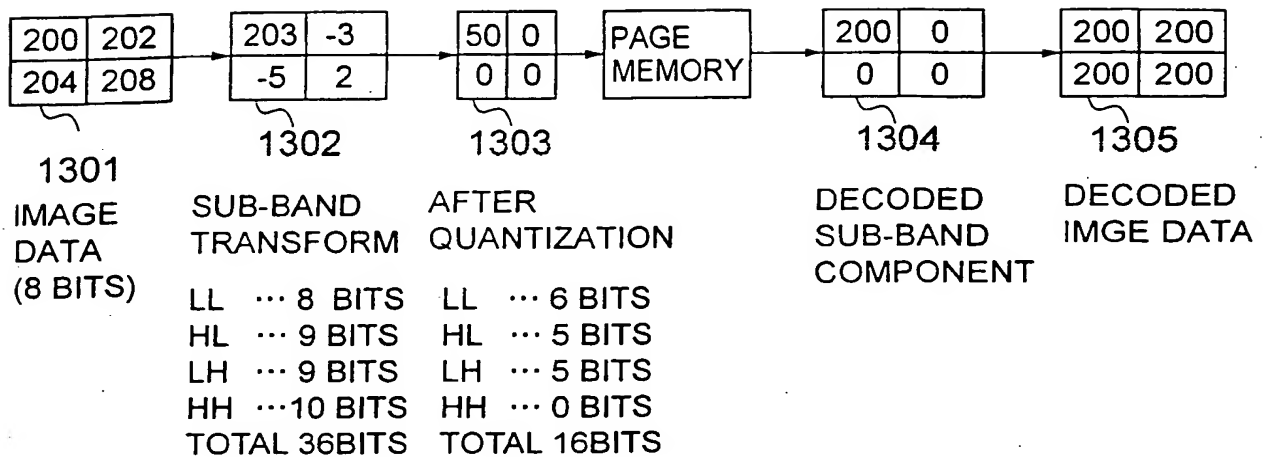 200 202
204 208
1301
IMAGE
DATA
(8 BITS)
203 -3
-5 2
1302
SUB-BAND
TRANSFORM
LL ··· 8 BITS
HL ··· 9 BITS
LH ··· 9 BITS
HH ···10 BITS
TOTAL 36BITS
50 0
0 0
1303
AFTER
QUANTIZATION
LL ··· 6 BITS
HL ··· 5 BITS
LH ··· 5 BITS
HH ··· 0 BITS
TOTAL 16BITS
PAGE
MEMORY
200 0
0 0
1304
DECODED
SUB-BAND
COMPONENT
200 200
200 200
1305
DECODED
IMGE DATA